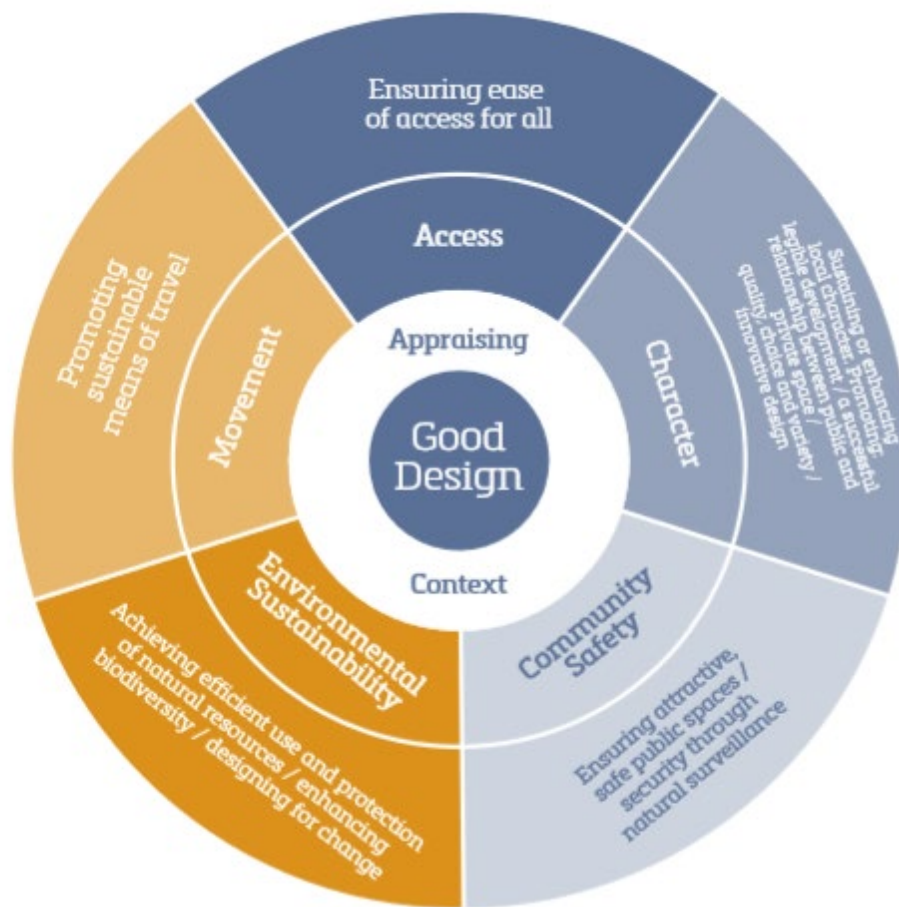 Ensuring ease
of access for all
Access
Sustaining or enhancing
local character. Promoting:
legible development / a successful
relationship between public and
private space /
quality, choice and variety /
innovative design
Character
Ensuring attractive,
safe public spaces /
security through
natural surveillance
Community
Safety
Achieving efficient use and protection
of natural resources / enhancing
biodiversity / designing for change
Environmental
Sustainability
Promoting
sustainable
means of travel
Movement
Appraising
Good
Design
Context